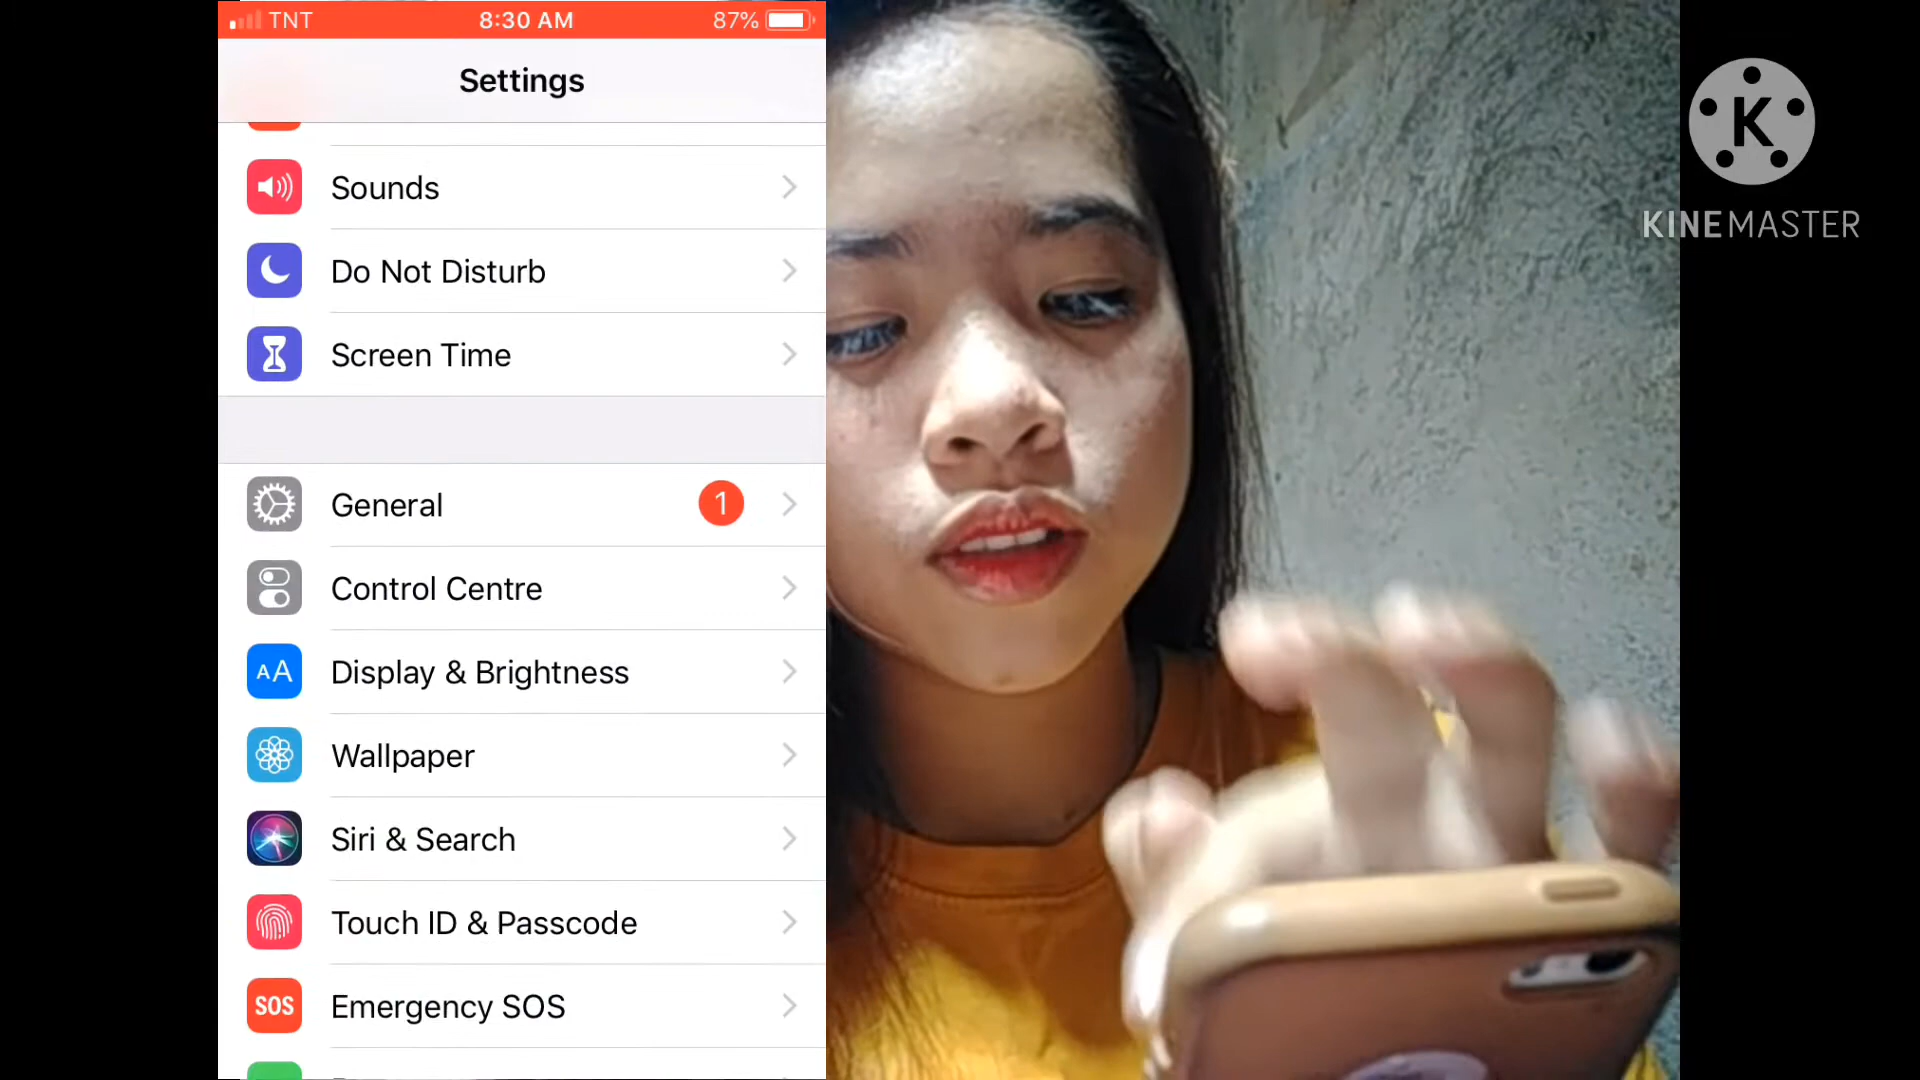 TNT 8:30 AM 87%
Settings
Sounds
Do Not Disturb
Screen Time
General 1
Control Centre
AA Display & Brightness
Wallpaper
Siri & Search
Touch ID & Passcode
SOS Emergency SOS
K
KINEMASTER